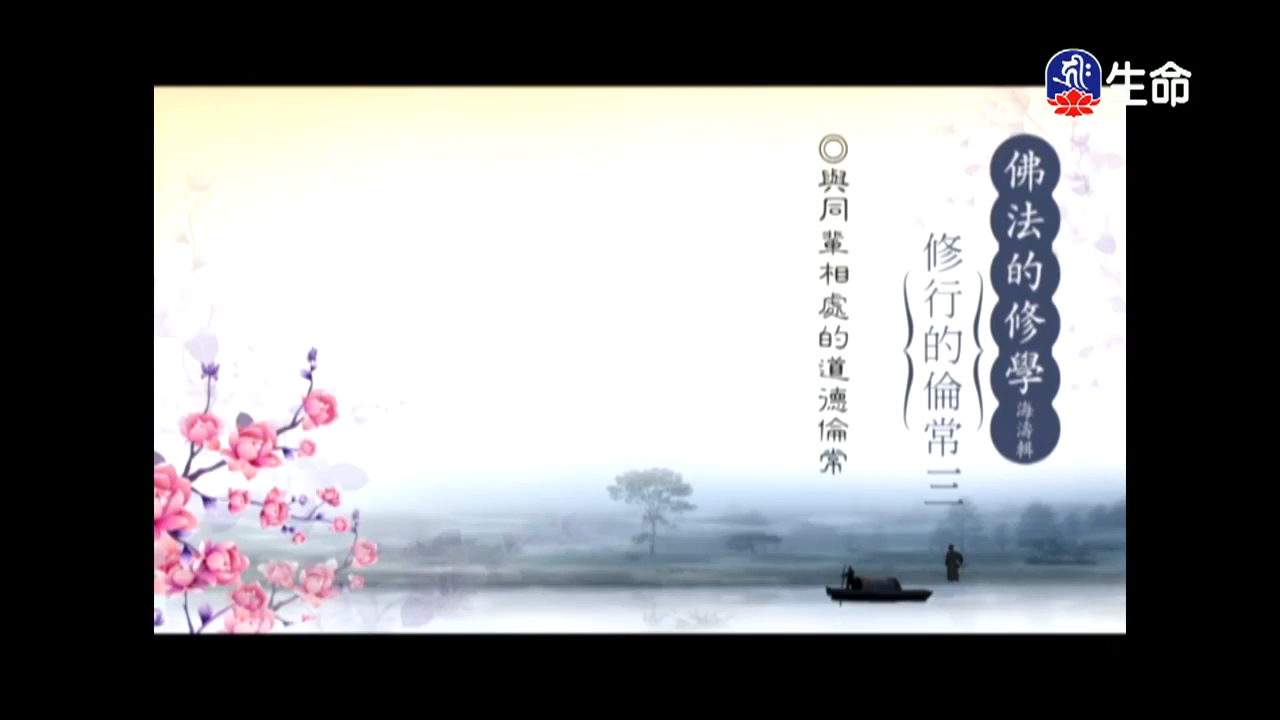 生命
佛法的修學
海濤輯
修行的倫常三
◎與同輩相處的道德倫常